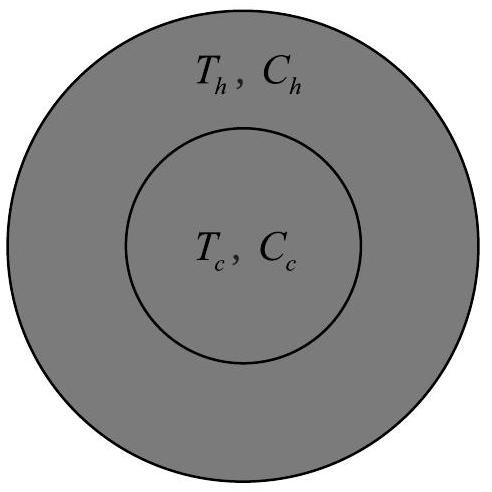 T_h, C_h
T_c, C_c